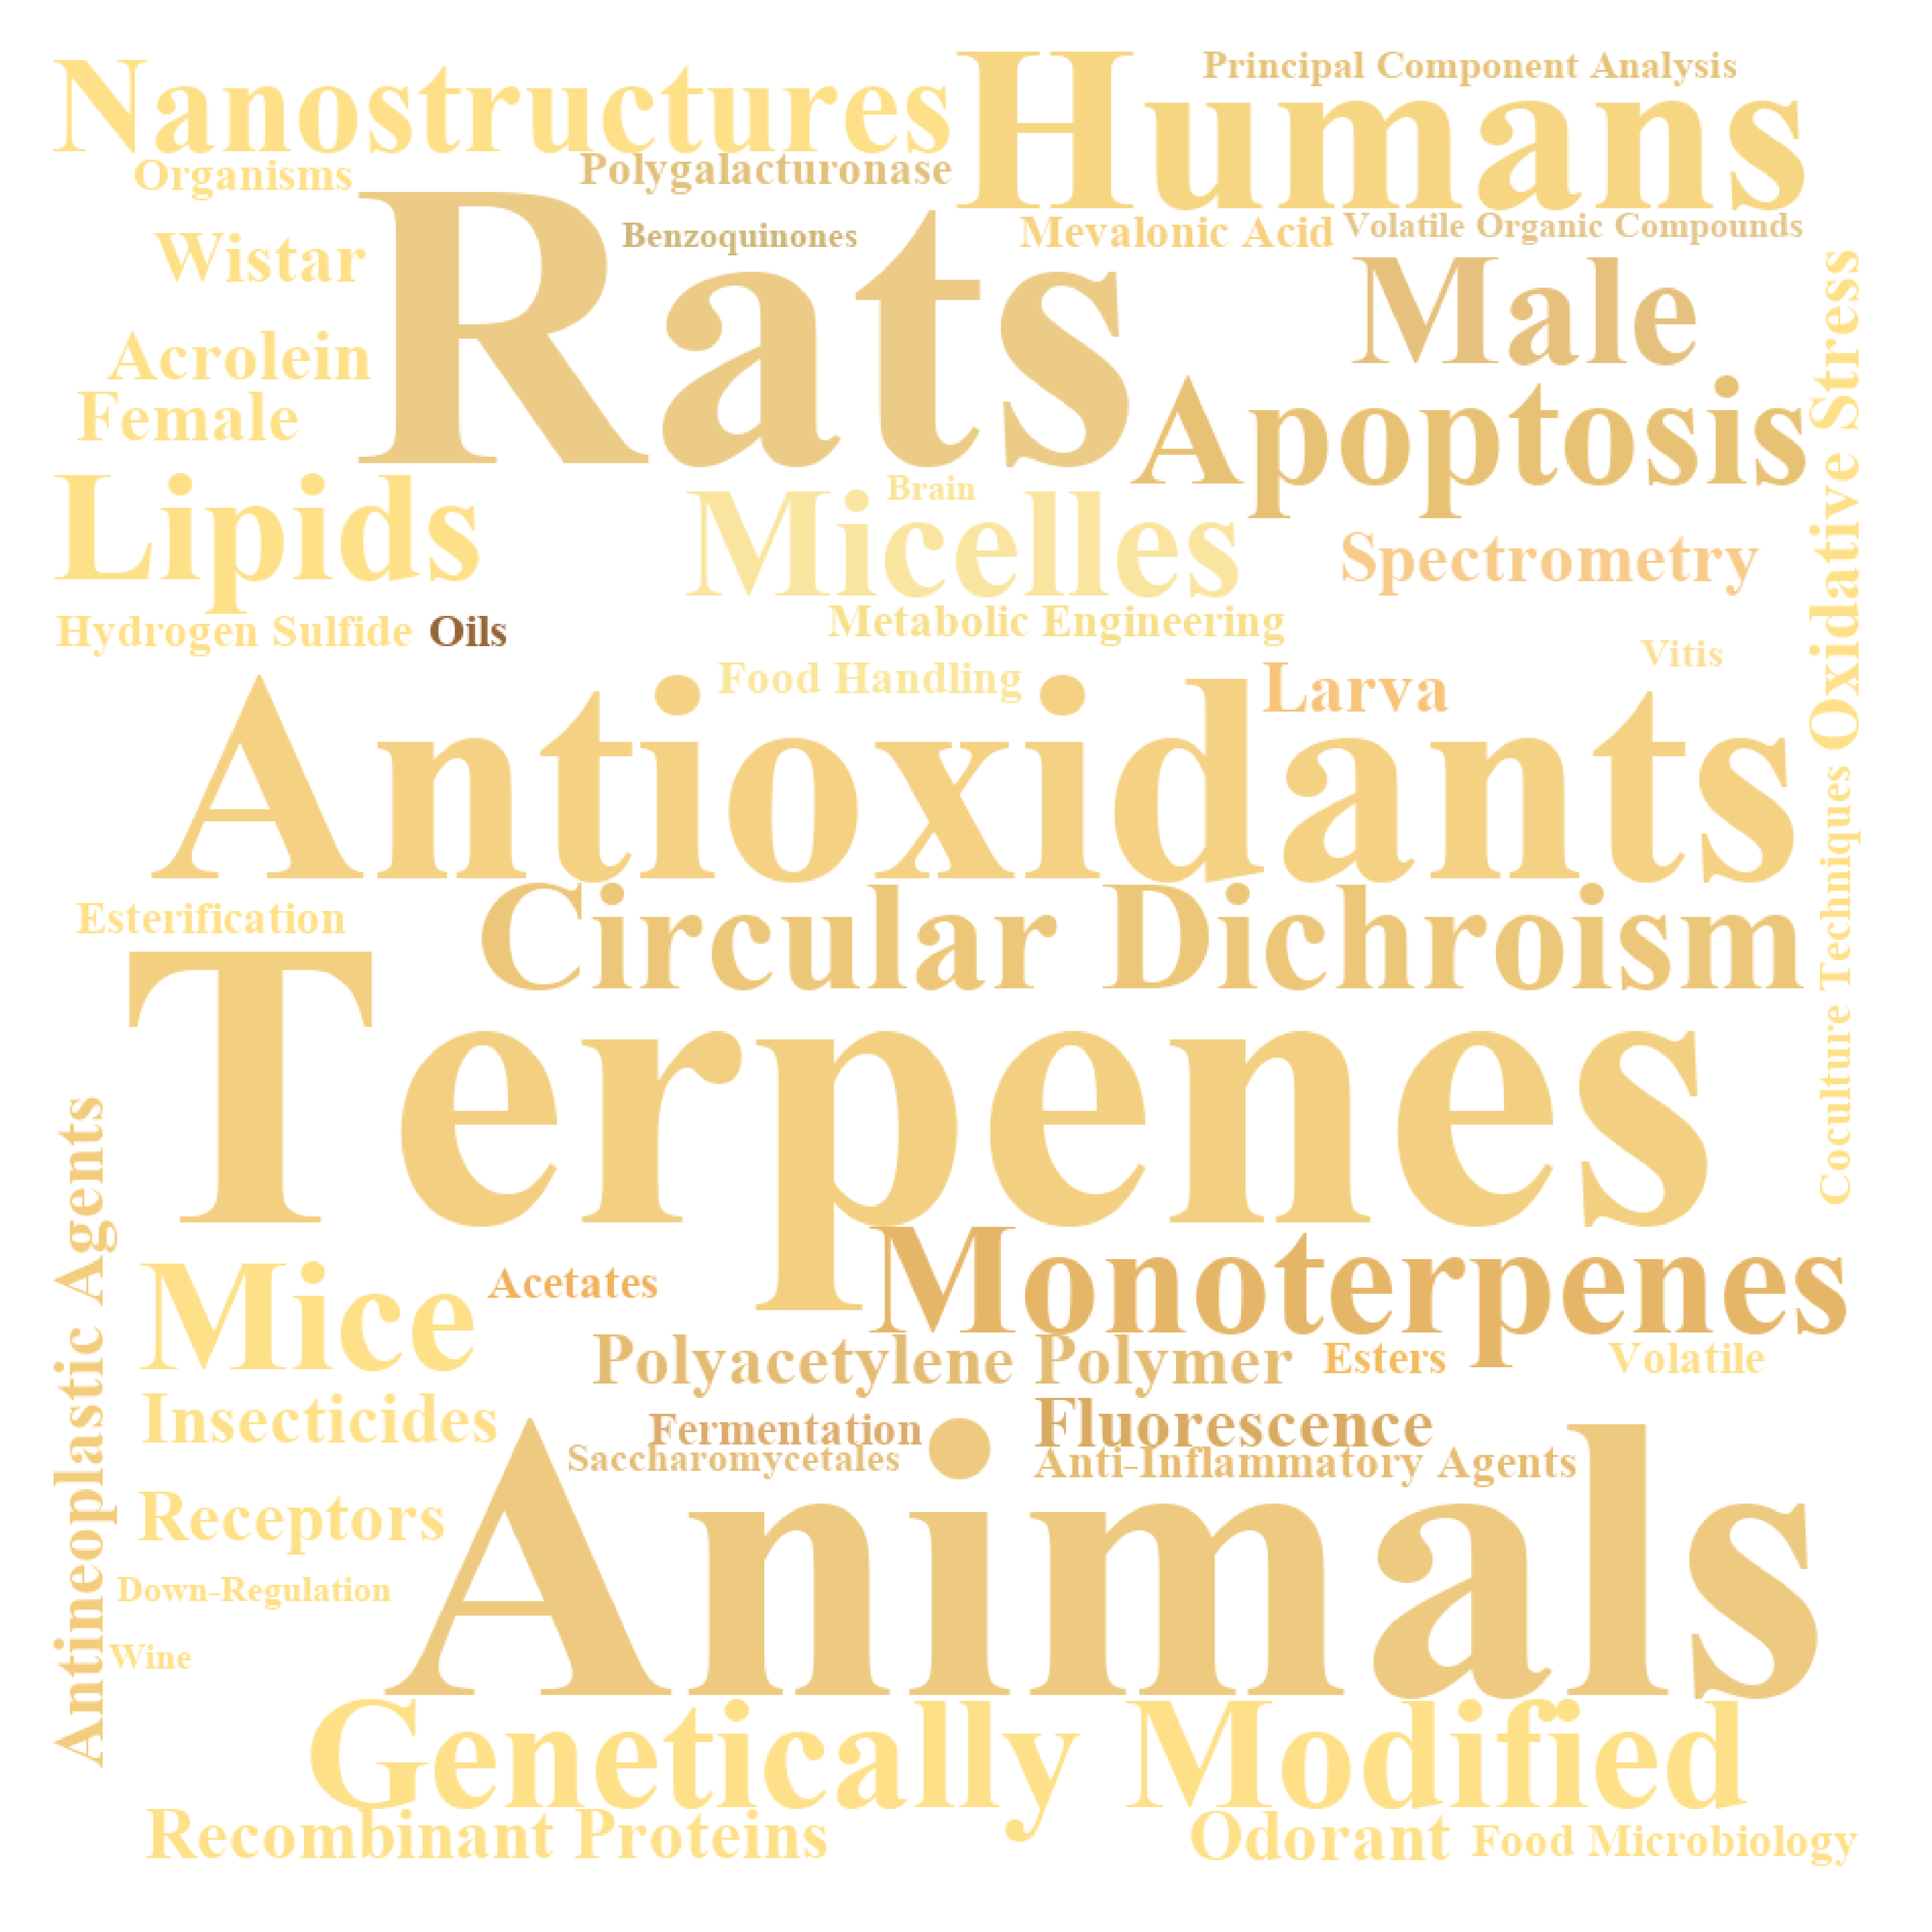 Nanostructures
Humans
Principal Component Analysis
Organisms
Polygalacturonase
Rats
Wistar
Benzoquinones
Mevalonic Acid
Volatile Organic Compounds
Male
Acrolein
Female
Apoptosis
Oxidative Stress
Lipids
Brain
Micelles
Spectrometry
Hydrogen Sulfide
Oils
Metabolic Engineering
Food Handling
Larva
Vitis
Antioxidants
Coculture Techniques
Esterification
Circular Dichroism
Terpenes
Antineoplastic Agents
Mice
Acetates
Monoterpenes
Polyacetylene Polymer
Esters
Volatile
Insecticides
Fermentation
Fluorescence
Saccharomycetales
Anti-Inflammatory Agents
Receptors
Animals
Down-Regulation
Wine
Genetically Modified
Recombinant Proteins
Odorant
Food Microbiology